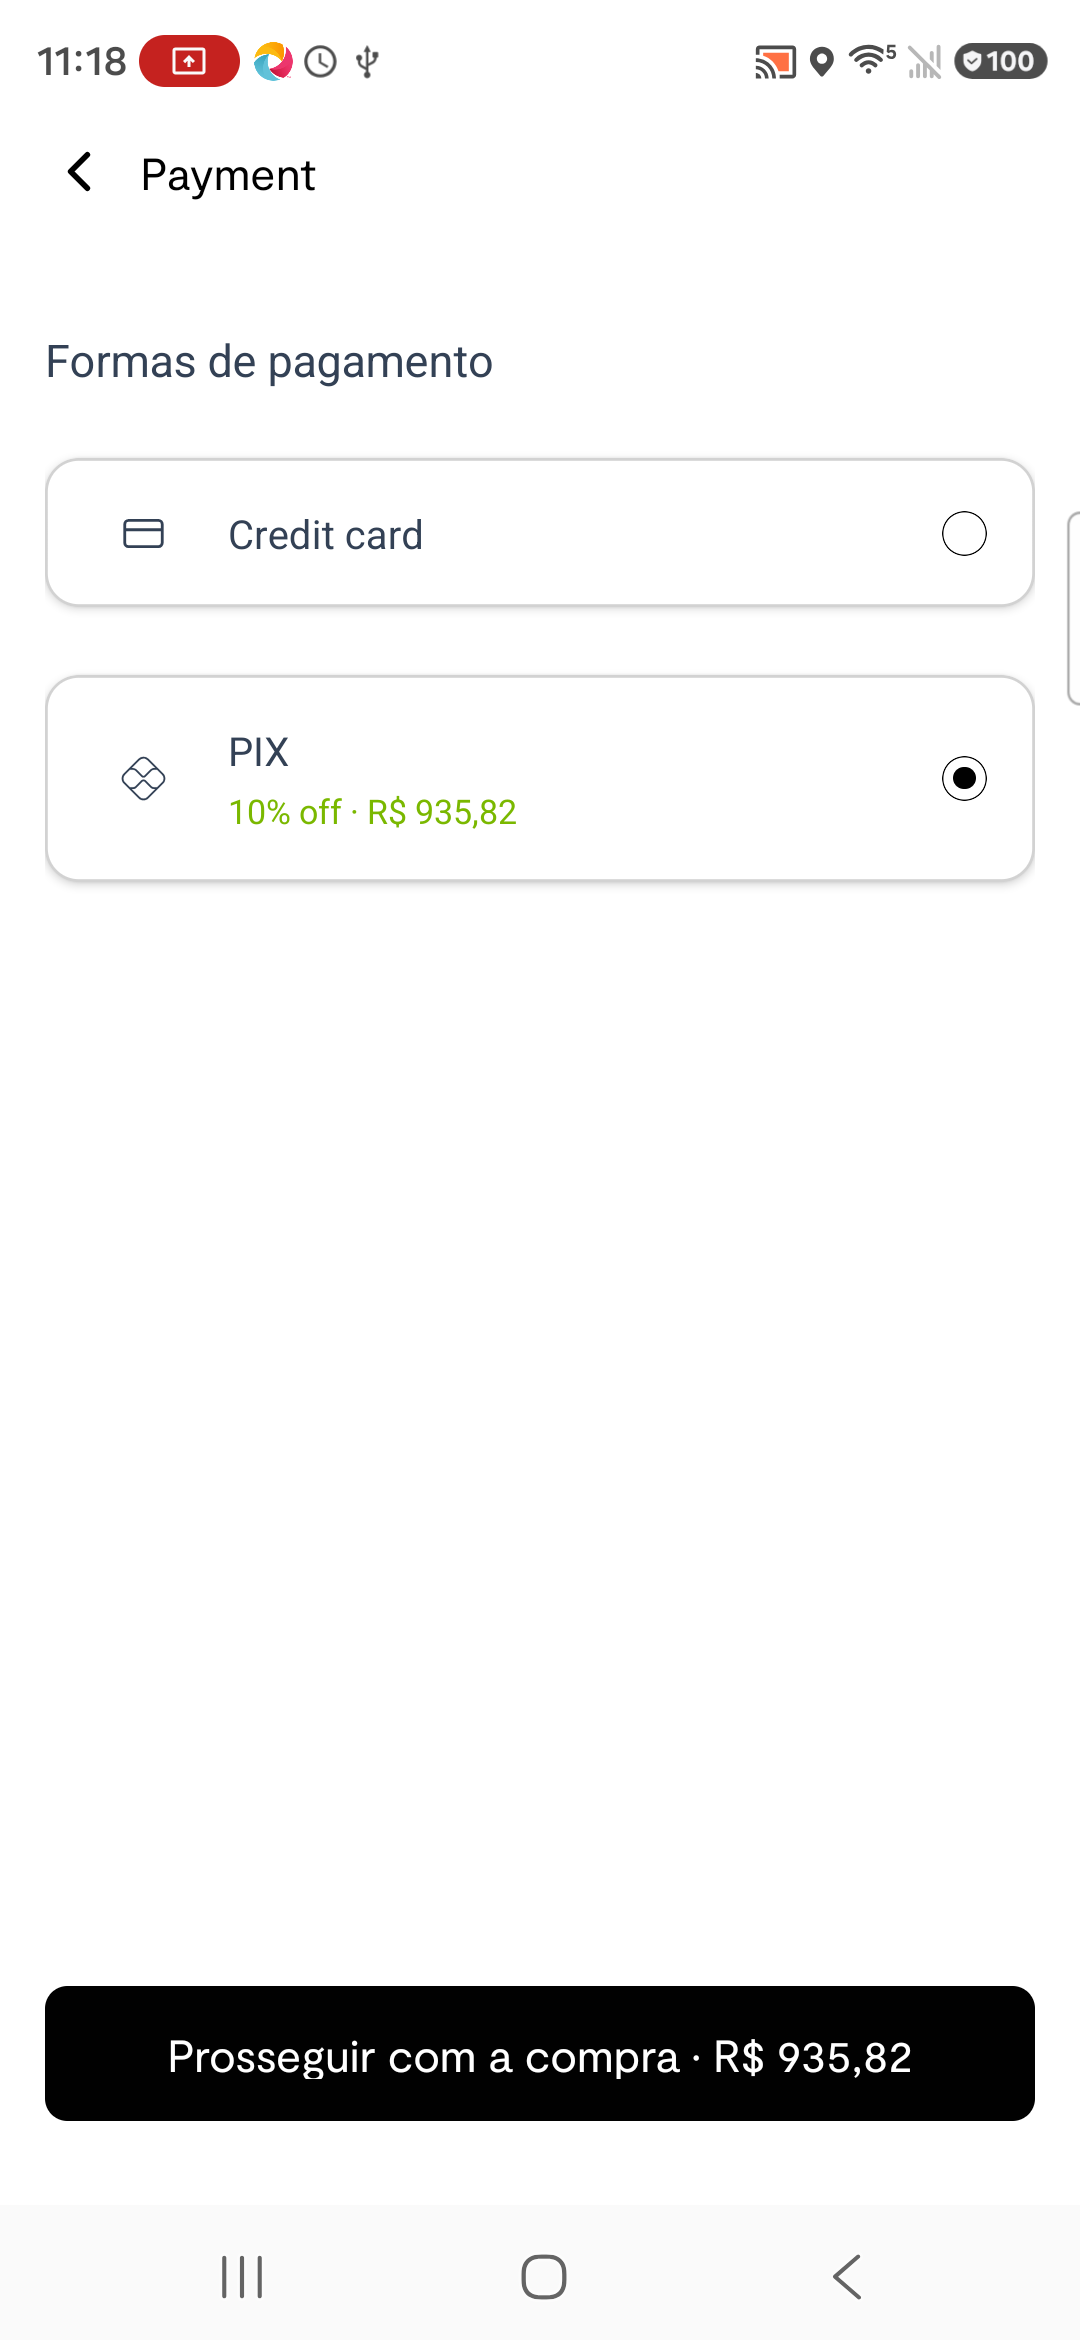 11:18
5
100
Payment
Formas de pagamento
Credit card
PIX
10% off · R$ 935,82
Prosseguir com a compra · R$ 935,82